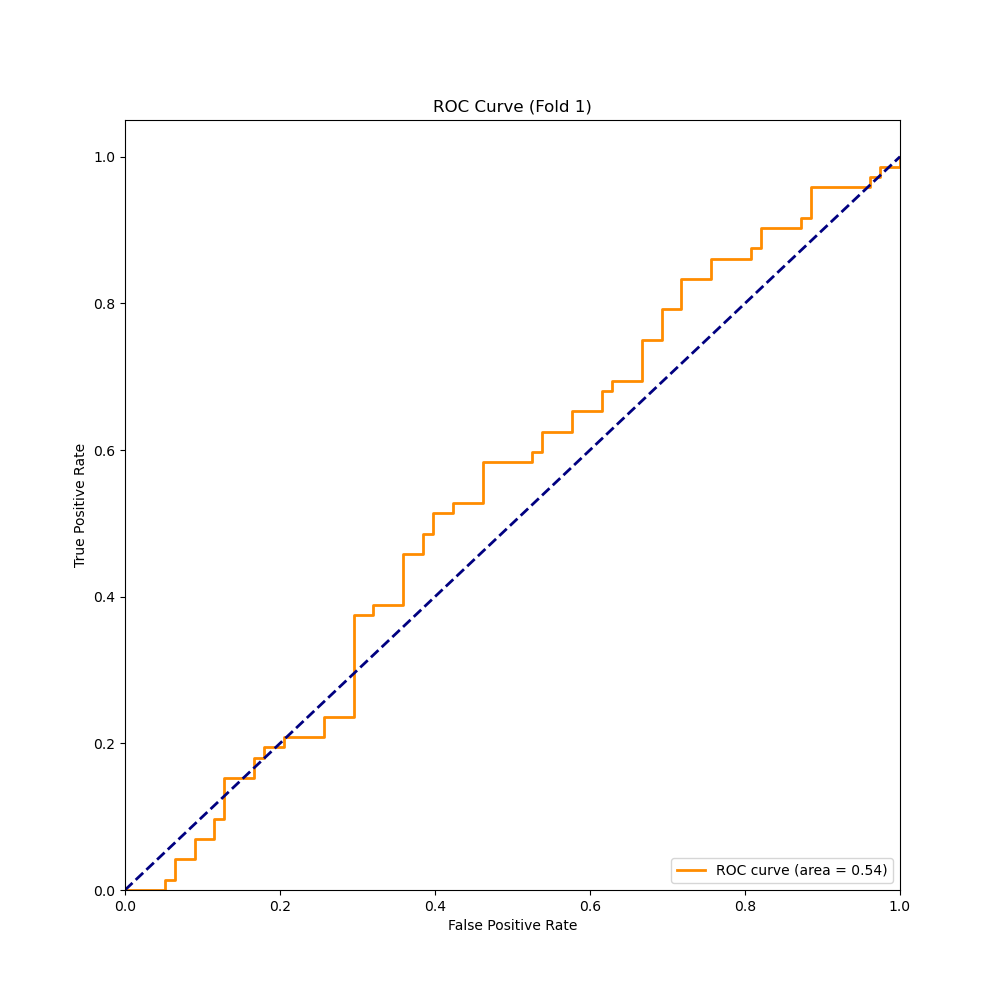 ROC Curve (Fold 1)
1.0
0.8
0.6
0.4
0.2
0.0
True Positive Rate
ROC curve (area = 0.54)
0.0 0.2 0.4 0.6 0.8 1.0
False Positive Rate